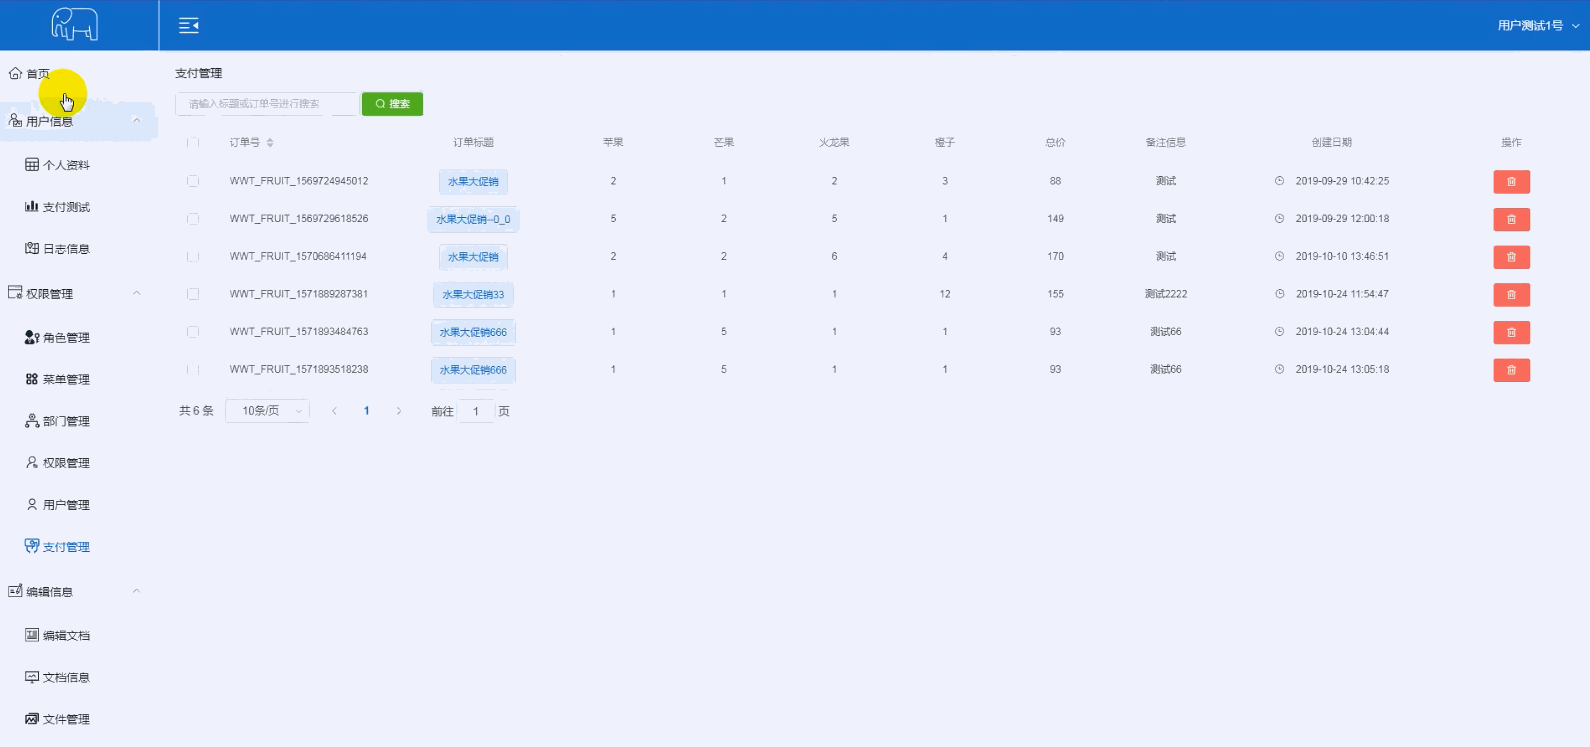 用户测试1号
首页
用户信息
个人资料
支付测试
日志信息
权限管理
角色管理
菜单管理
部门管理
权限管理
用户管理
支付管理
编辑信息
编辑文档
文档信息
文件管理
支付管理
请输入标题或订单号进行搜索 搜索
订单号 订单标题 苹果 芒果 火龙果 橙子 总价 备注信息 创建日期 操作
WWT_FRUIT_1569724945012 水果大促销 2 1 2 3 88 测试 2019-09-29 10:42:25
WWT_FRUIT_1569729618526 水果大促销--0_0 5 2 5 1 149 测试 2019-09-29 12:00:18
WWT_FRUIT_1570686411194 水果大促销 2 2 6 4 170 测试 2019-10-10 13:46:51
WWT_FRUIT_1571889287381 水果大促销33 1 1 1 12 155 测试2222 2019-10-24 11:54:47
WWT_FRUIT_1571893484763 水果大促销666 1 5 1 1 93 测试66 2019-10-24 13:04:44
WWT_FRUIT_1571893518238 水果大促销666 1 5 1 1 93 测试66 2019-10-24 13:05:18
共 6 条 10条/页 1 前往 1 页